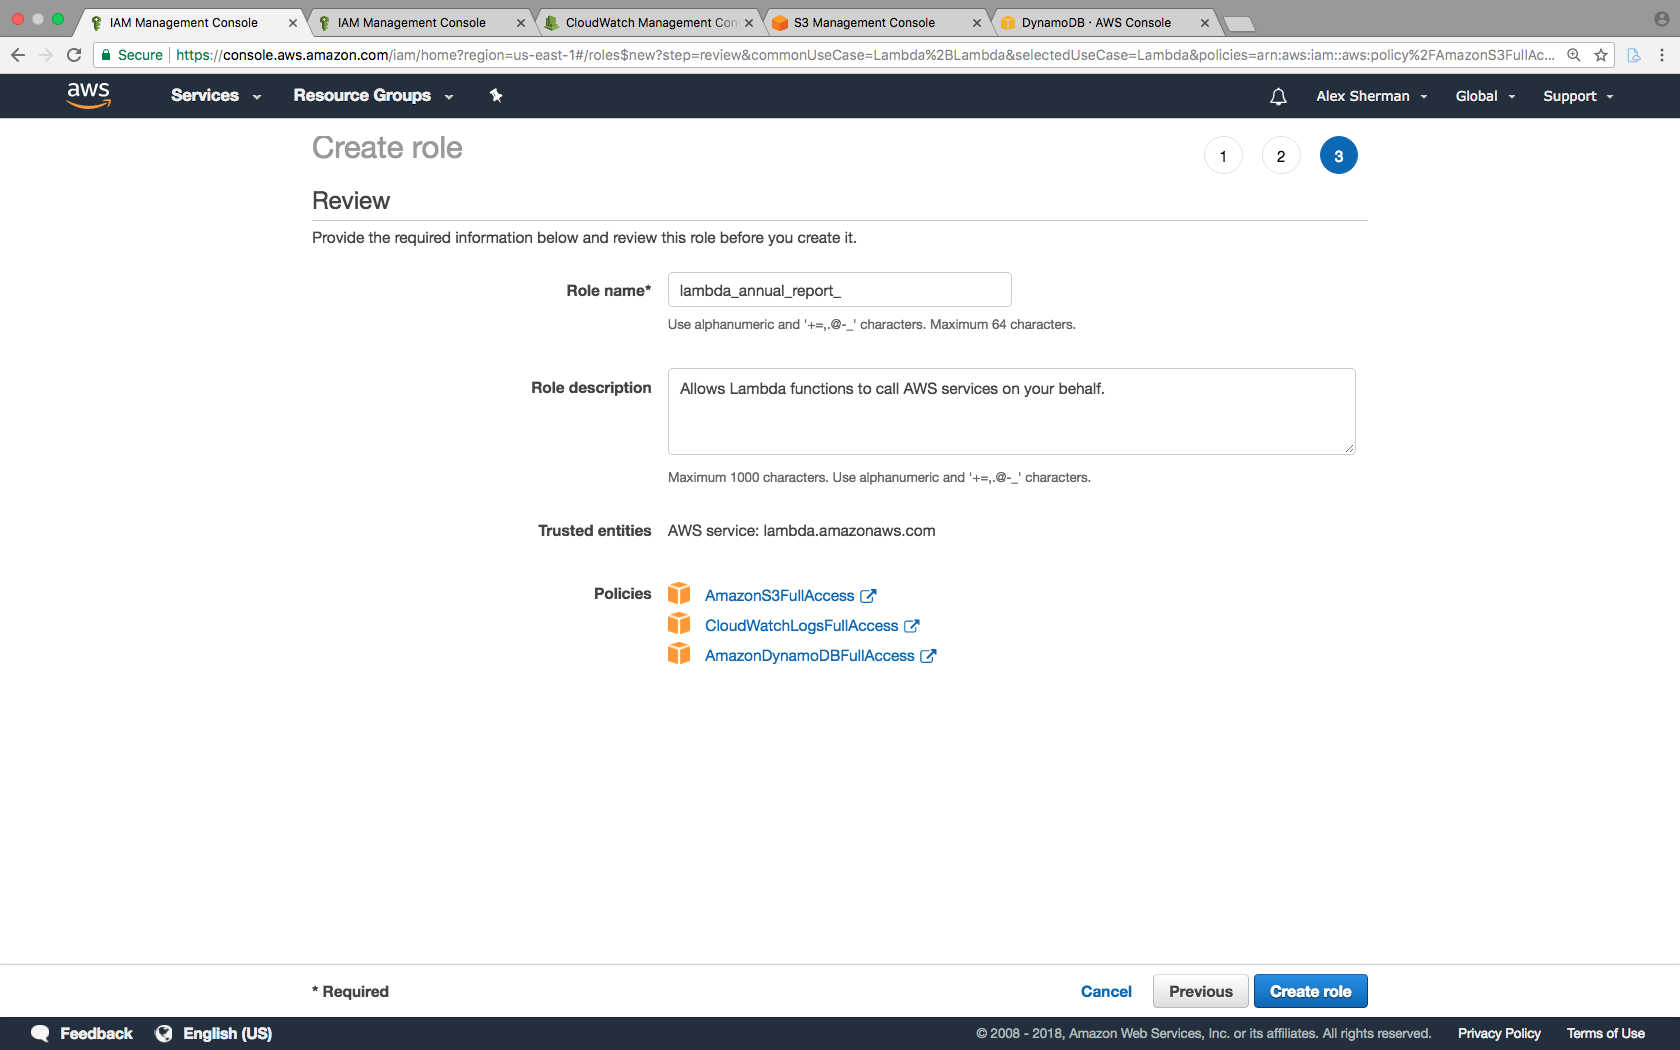 IAM Management Console
IAM Management Console
CloudWatch Management Con
S3 Management Console
DynamoDB · AWS Console
Secure
https://console.aws.amazon.com/iam/home?region=us-east-1#/roles$new?step=review&commonUseCase=Lambda%2BLambda&selectedUseCase=Lambda&policies=arn:aws:iam::aws:policy%2FAmazonS3FullAc...
aws
Services
Resource Groups
Alex Sherman
Global
Support
Create role
1
2
3
Review
Provide the required information below and review this role before you create it.
Role name*
lambda_annual_report_
Use alphanumeric and '+=,.@-_' characters. Maximum 64 characters.
Role description
Allows Lambda functions to call AWS services on your behalf.
Maximum 1000 characters. Use alphanumeric and '+=,.@-_' characters.
Trusted entities
AWS service: lambda.amazonaws.com
Policies
AmazonS3FullAccess
CloudWatchLogsFullAccess
AmazonDynamoDBFullAccess
* Required
Cancel
Previous
Create role
Feedback
English (US)
© 2008 - 2018, Amazon Web Services, Inc. or its affiliates. All rights reserved.
Privacy Policy
Terms of Use